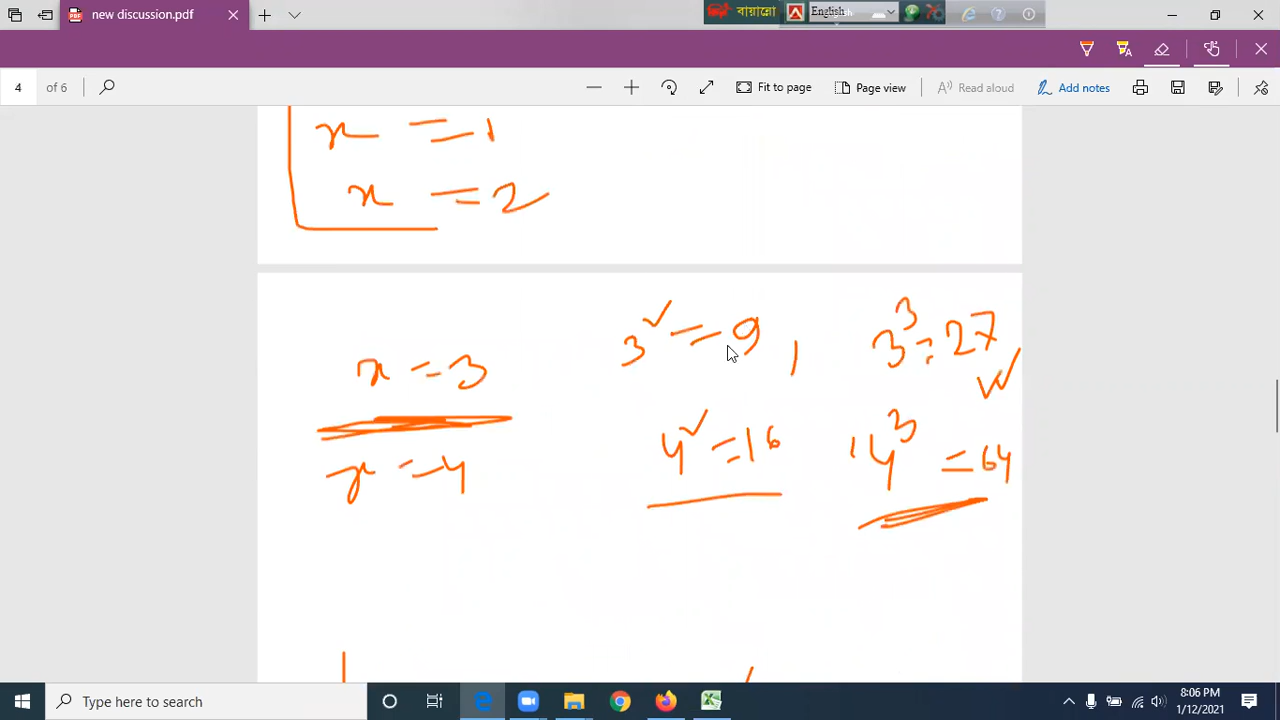 new discussion.pdf
বায়ান্নো
English
4 of 6
Fit to page
Page view
Read aloud
Add notes
x = 1
x = 2
x = 3
3² = 9, 3³ = 27
x = 4
4² = 16
4³ = 64
Type here to search
8:06 PM
1/12/2021